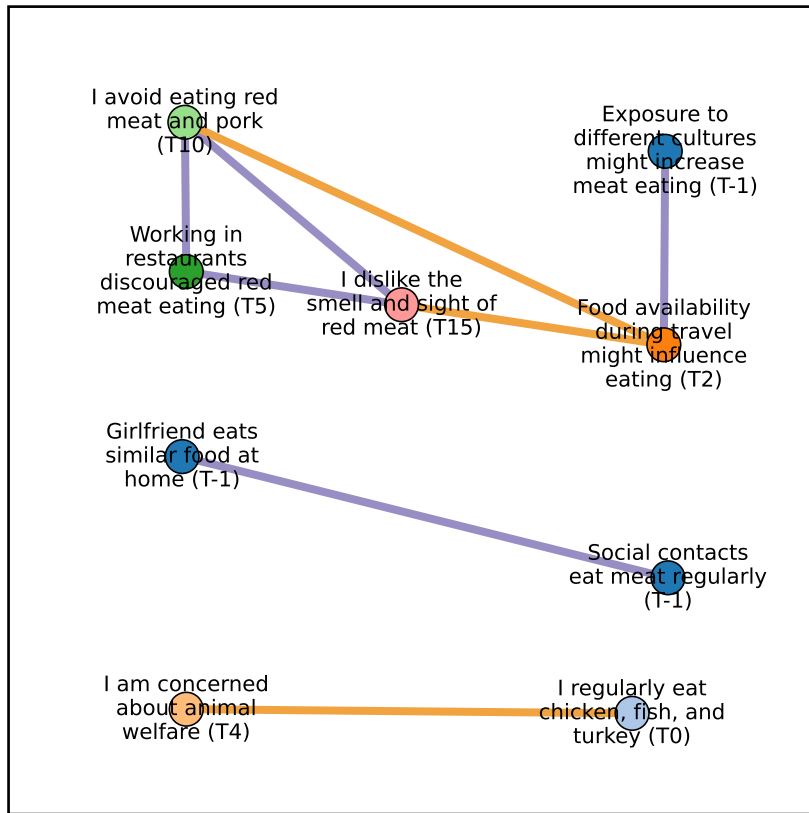 I avoid eating red
meat and pork
(T10)
Exposure to
different cultures
might increase
meat eating (T-1)
Working in
restaurants
discouraged red
meat eating (T5)
I dislike the
smell and sight of
red meat (T15)
Food availability
during travel
might influence
eating (T2)
Girlfriend eats
similar food at
home (T-1)
Social contacts
eat meat regularly
(T-1)
I am concerned
about animal
welfare (T4)
I regularly eat
chicken, fish, and
turkey (T0)